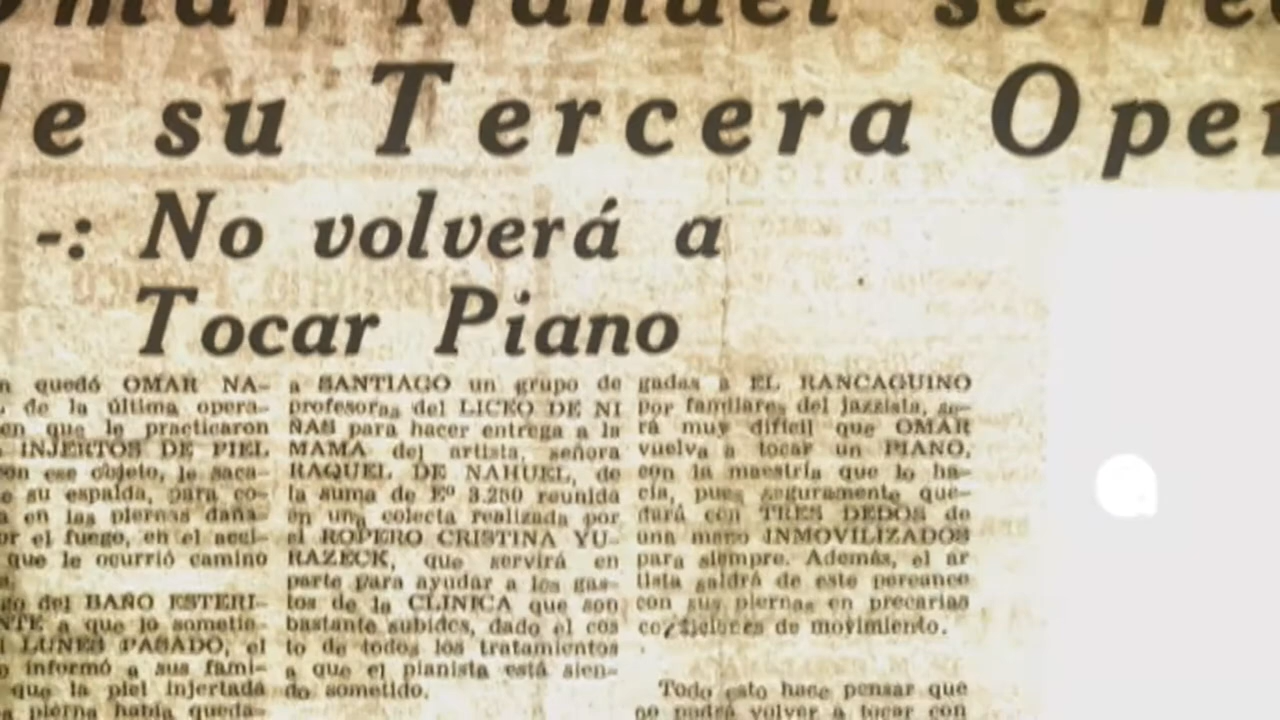 Omar Nahuel se re
de su Tercera Oper
-: No volverá a
Tocar Piano
n quedó OMAR NA-
de la última opera-
en que le practicaron
INJERTOS DE PIEL
on ese objeto, le saca-
e su espalda, para co-
a en las piernas daña-
or el fuego, en el acci-
que le ocurrió camino
go del BAÑO ESTERI-
NTE a que lo sometie-
l LUNES PASADO, el
o informó a sus fami-
que la piel injertada
a pierna había queda-
a SANTIAGO un grupo de
profesoras del LICEO DE NI
ÑAS para hacer entrega a la
MAMA del artista, señora
RAQUEL DE NAHUEL, de
la suma de Eº 3.250 reunida
en una colecta realizada por
el ROPERO CRISTINA YU-
RAZECK, que servirá en
parte para ayudar a los gas-
tos de la CLINICA que son
bastante subidos, dado el cos
to de todos los tratamientos
a que el pianista está sien-
do sometido.
gadas a EL RANCAGUINO
por familares del jazzista, se-
rá muy difícil que OMAR
vuelva a tocar un PIANO,
con la maestría que lo ha-
cía, pues seguramente que-
dará con TRES DEDOS de
una mano INMOVILIZADOS
para siempre. Además, el ar
tista saldrá de este percance
con sus piernas en precarias
condiciones de movimiento.
Todo esto hace pensar que
no podrá volver a tocar con